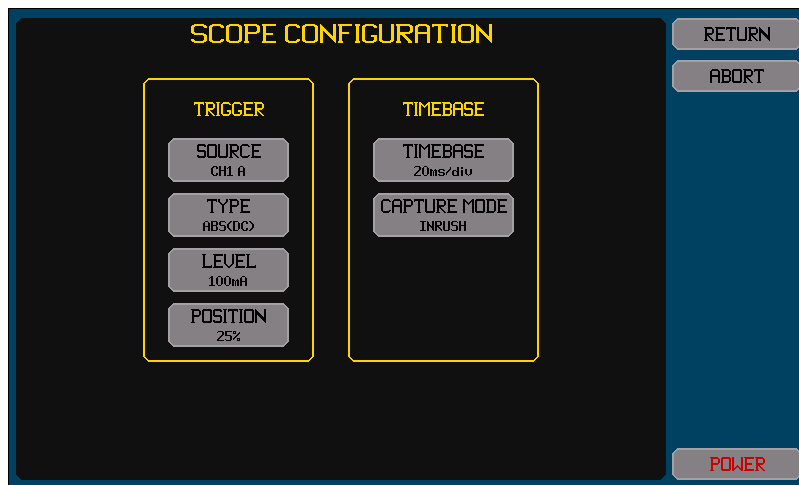 SCOPE CONFIGURATION
TRIGGER
SOURCE
CH1 A
TYPE
ABS(DC)
LEVEL
100mA
POSITION
25%
TIMEBASE
TIMEBASE
20ms/div
CAPTURE MODE
INRUSH
RETURN
ABORT
POWER